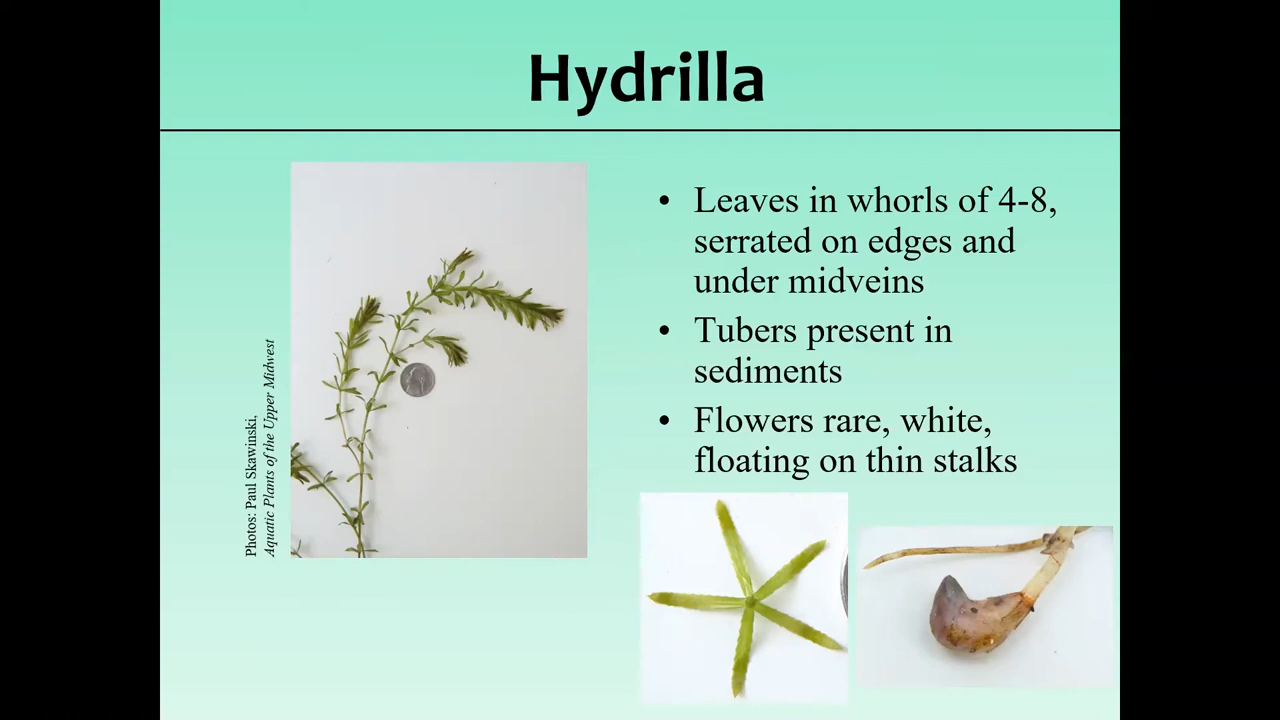 Hydrilla
• Leaves in whorls of 4-8,
serrated on edges and
under midveins
• Tubers present in
sediments
• Flowers rare, white,
floating on thin stalks
Photos: Paul Skawinski,
Aquatic Plants of the Upper Midwest